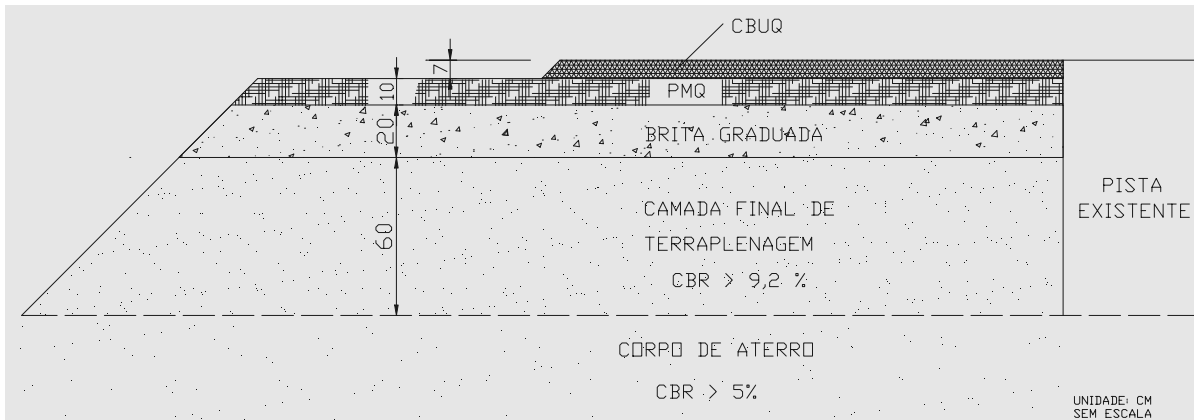 CBUQ
7
10
PMQ
20
BRITA GRADUADA
60
CAMADA FINAL DE
TERRAPLENAGEM
CBR > 9,2 %
PISTA
EXISTENTE
CORPO DE ATERRO
CBR > 5%
UNIDADE: CM
SEM ESCALA